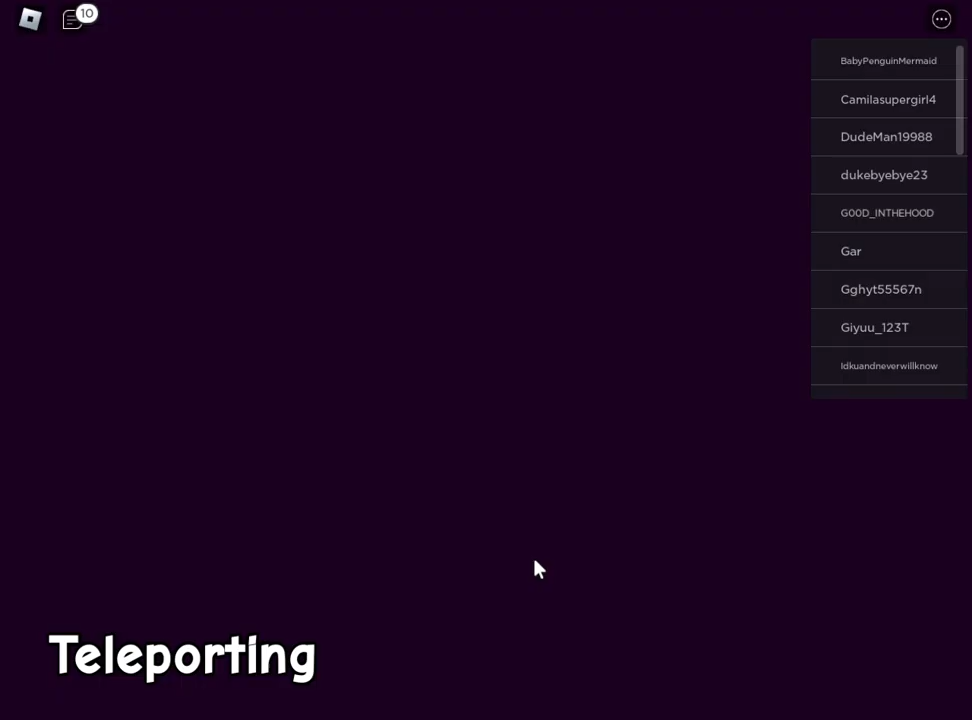 10
BabyPenguinMermaid
Camilasupergirl4
DudeMan19988
dukebyebye23
G00D_INTHEHOOD
Gar
Gghyt55567n
Giyuu_123T
Idkuandneverwillknow
Teleporting